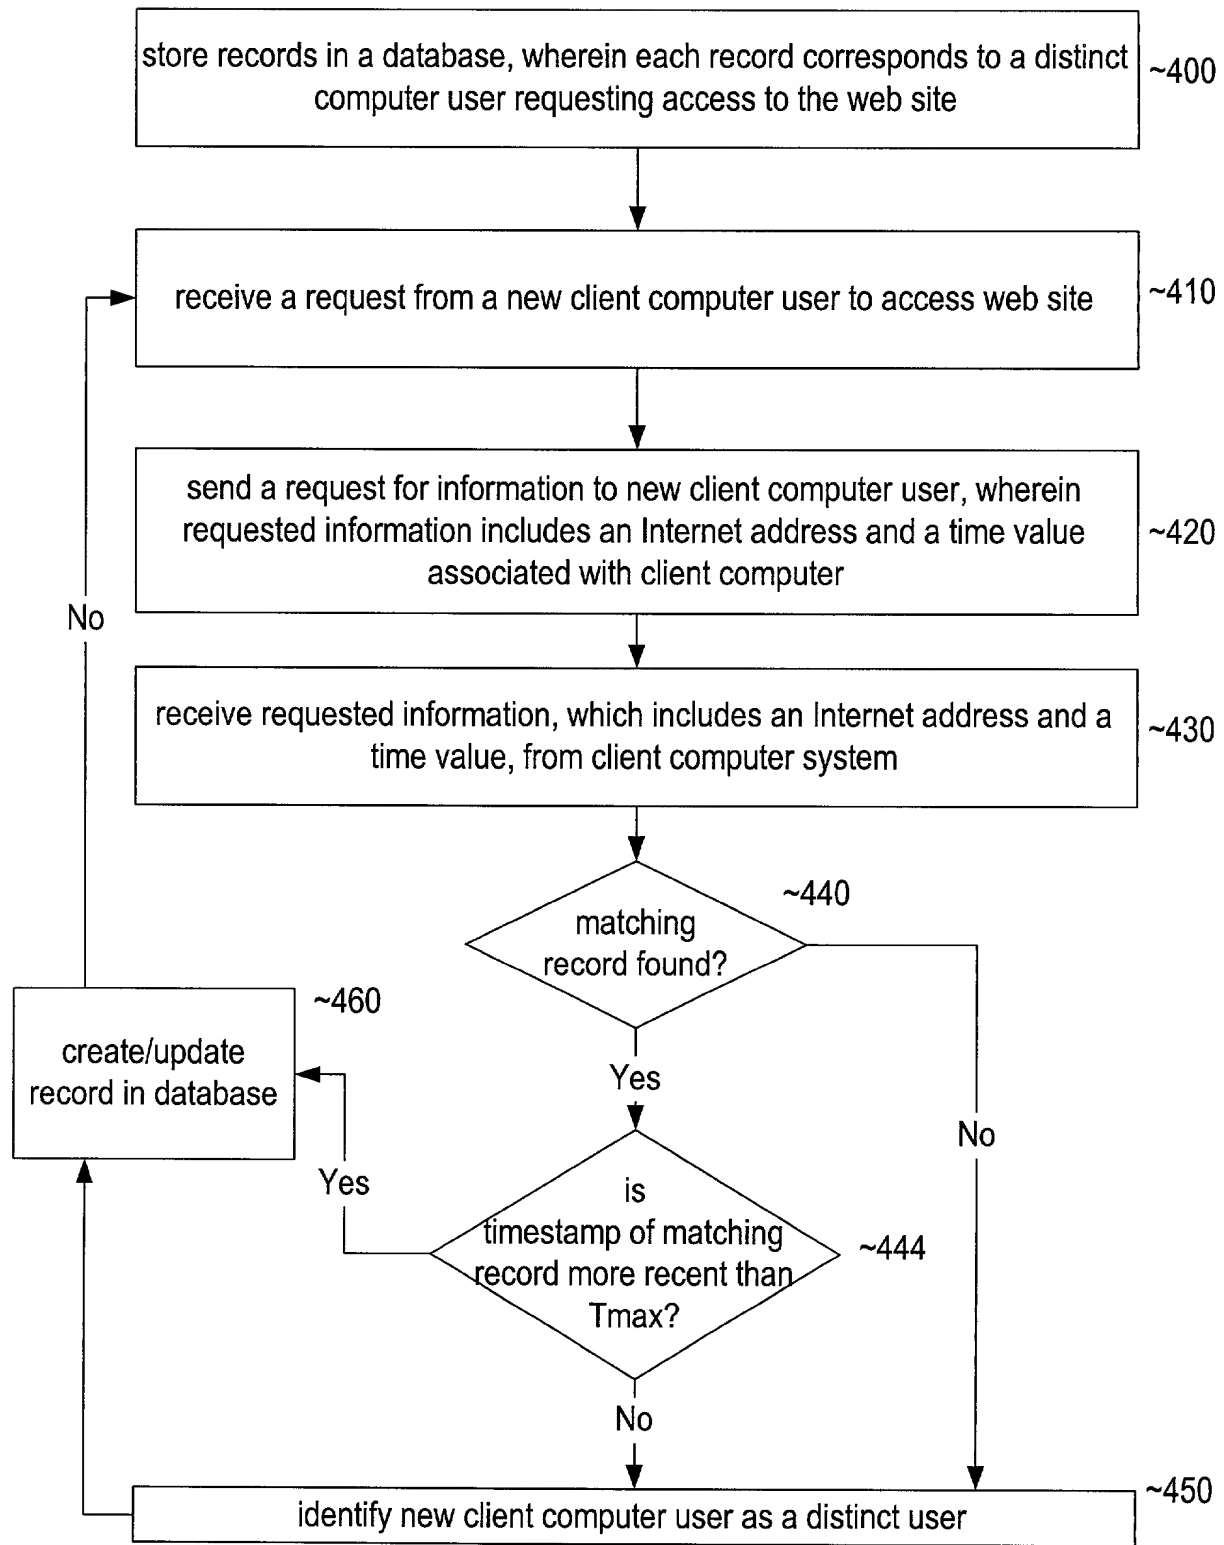 store records in a database, wherein each record corresponds to a distinct
computer user requesting access to the web site
~400
receive a request from a new client computer user to access web site
~410
send a request for information to new client computer user, wherein
requested information includes an Internet address and a time value
associated with client computer
~420
No
receive requested information, which includes an Internet address and a
time value, from client computer system
~430
matching
record found?
~440
~460
create/update
record in database
Yes
No
Yes
is
timestamp of matching
record more recent than
Tmax?
~444
No
identify new client computer user as a distinct user
~450